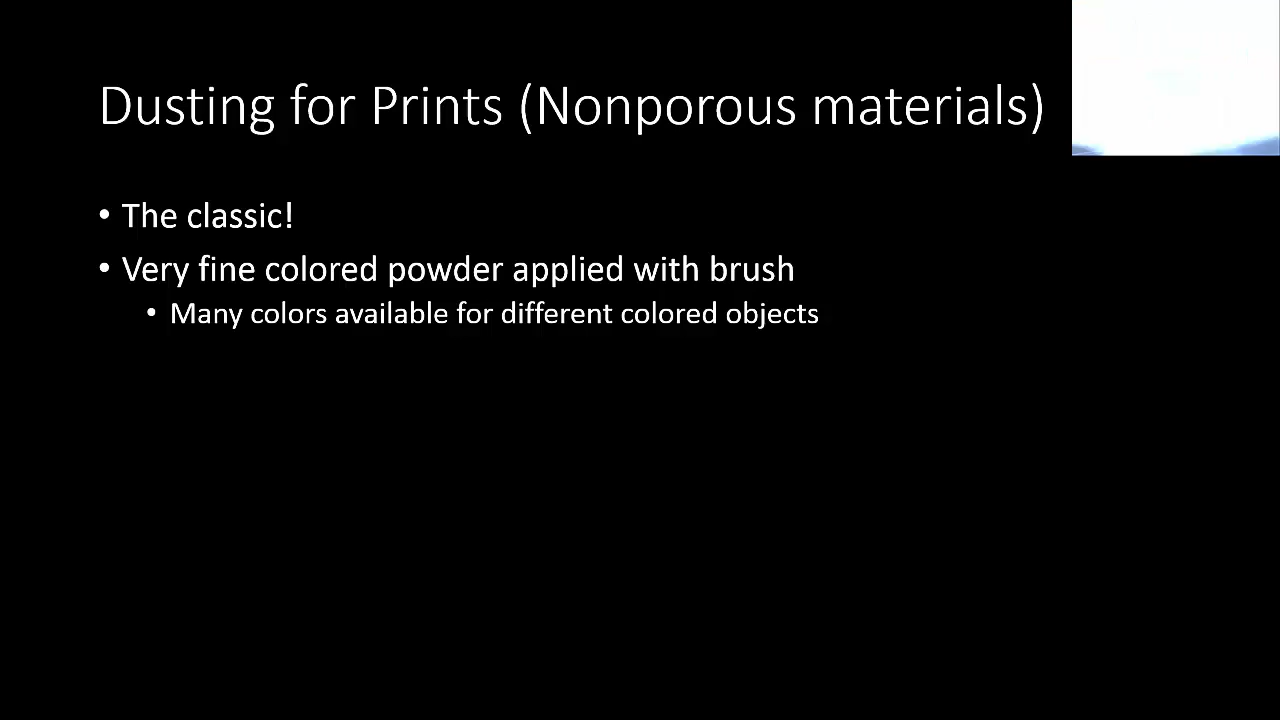 Dusting for Prints (Nonporous materials)
• The classic!
• Very fine colored powder applied with brush
• Many colors available for different colored objects